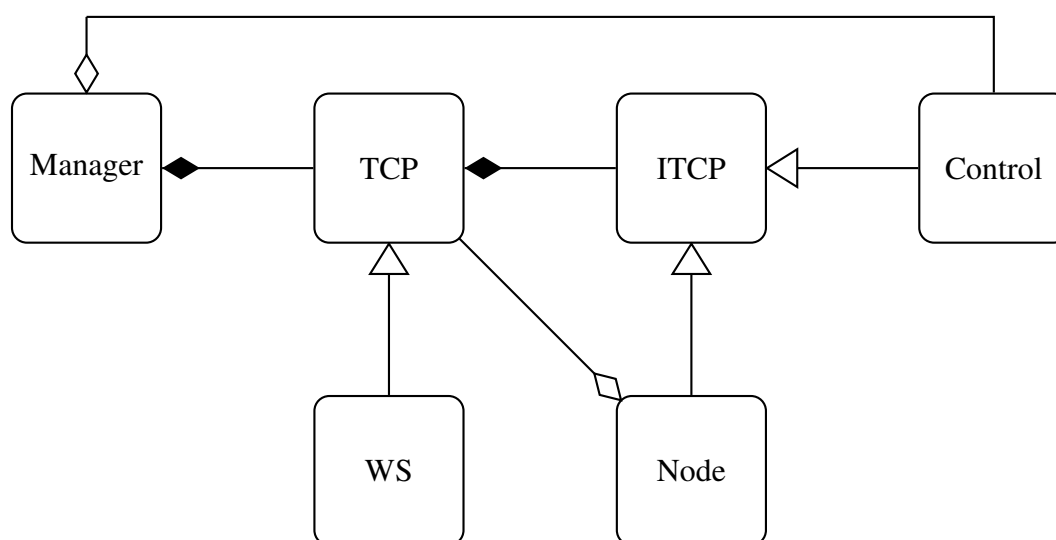 Manager
TCP
ITCP
Control
WS
Node